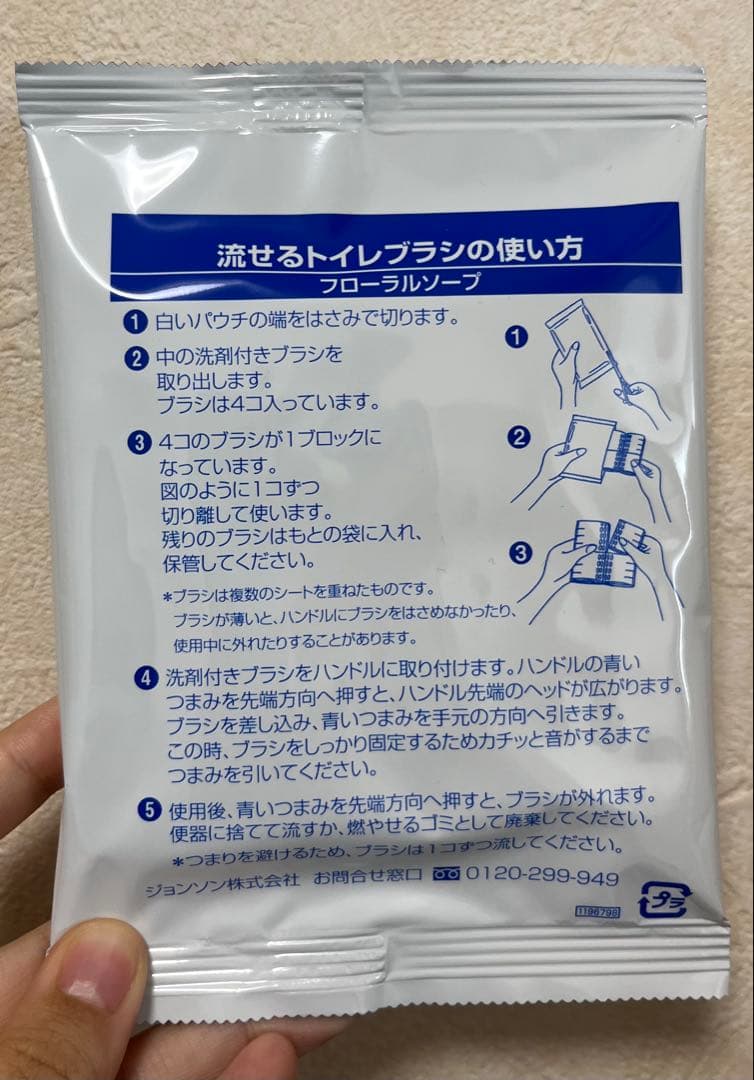 流せるトイレブラシの使い方
フローラルソープ
1 白いパウチの端をはさみで切ります。
2 中の洗剤付きブラシを
取り出します。
ブラシは4コ入っています。
3 4コのブラシが1ブロックに
なっています。
図のように1コずつ
切り離して使います。
残りのブラシはもとの袋に入れ、
保管してください。
*ブラシは複数のシートを重ねたものです。
ブラシが薄いと、ハンドルにブラシをはさめなかったり、
使用中に外れたりすることがあります。
1
2
3
4 洗剤付きブラシをハンドルに取り付けます。ハンドルの青い
つまみを先端方向へ押すと、ハンドル先端のヘッドが広がります。
ブラシを差し込み、青いつまみを手元の方向へ引きます。
この時、ブラシをしっかり固定するためカチッと音がするまで
つまみを引いてください。
5 使用後、青いつまみを先端方向へ押すと、ブラシが外れます。
便器に捨てて流すか、燃やせるゴミとして廃棄してください。
*つまりを避けるため、ブラシは1コずつ流してください。
ジョンソン株式会社 お問合せ窓口 0120-299-949
1196798
プラ